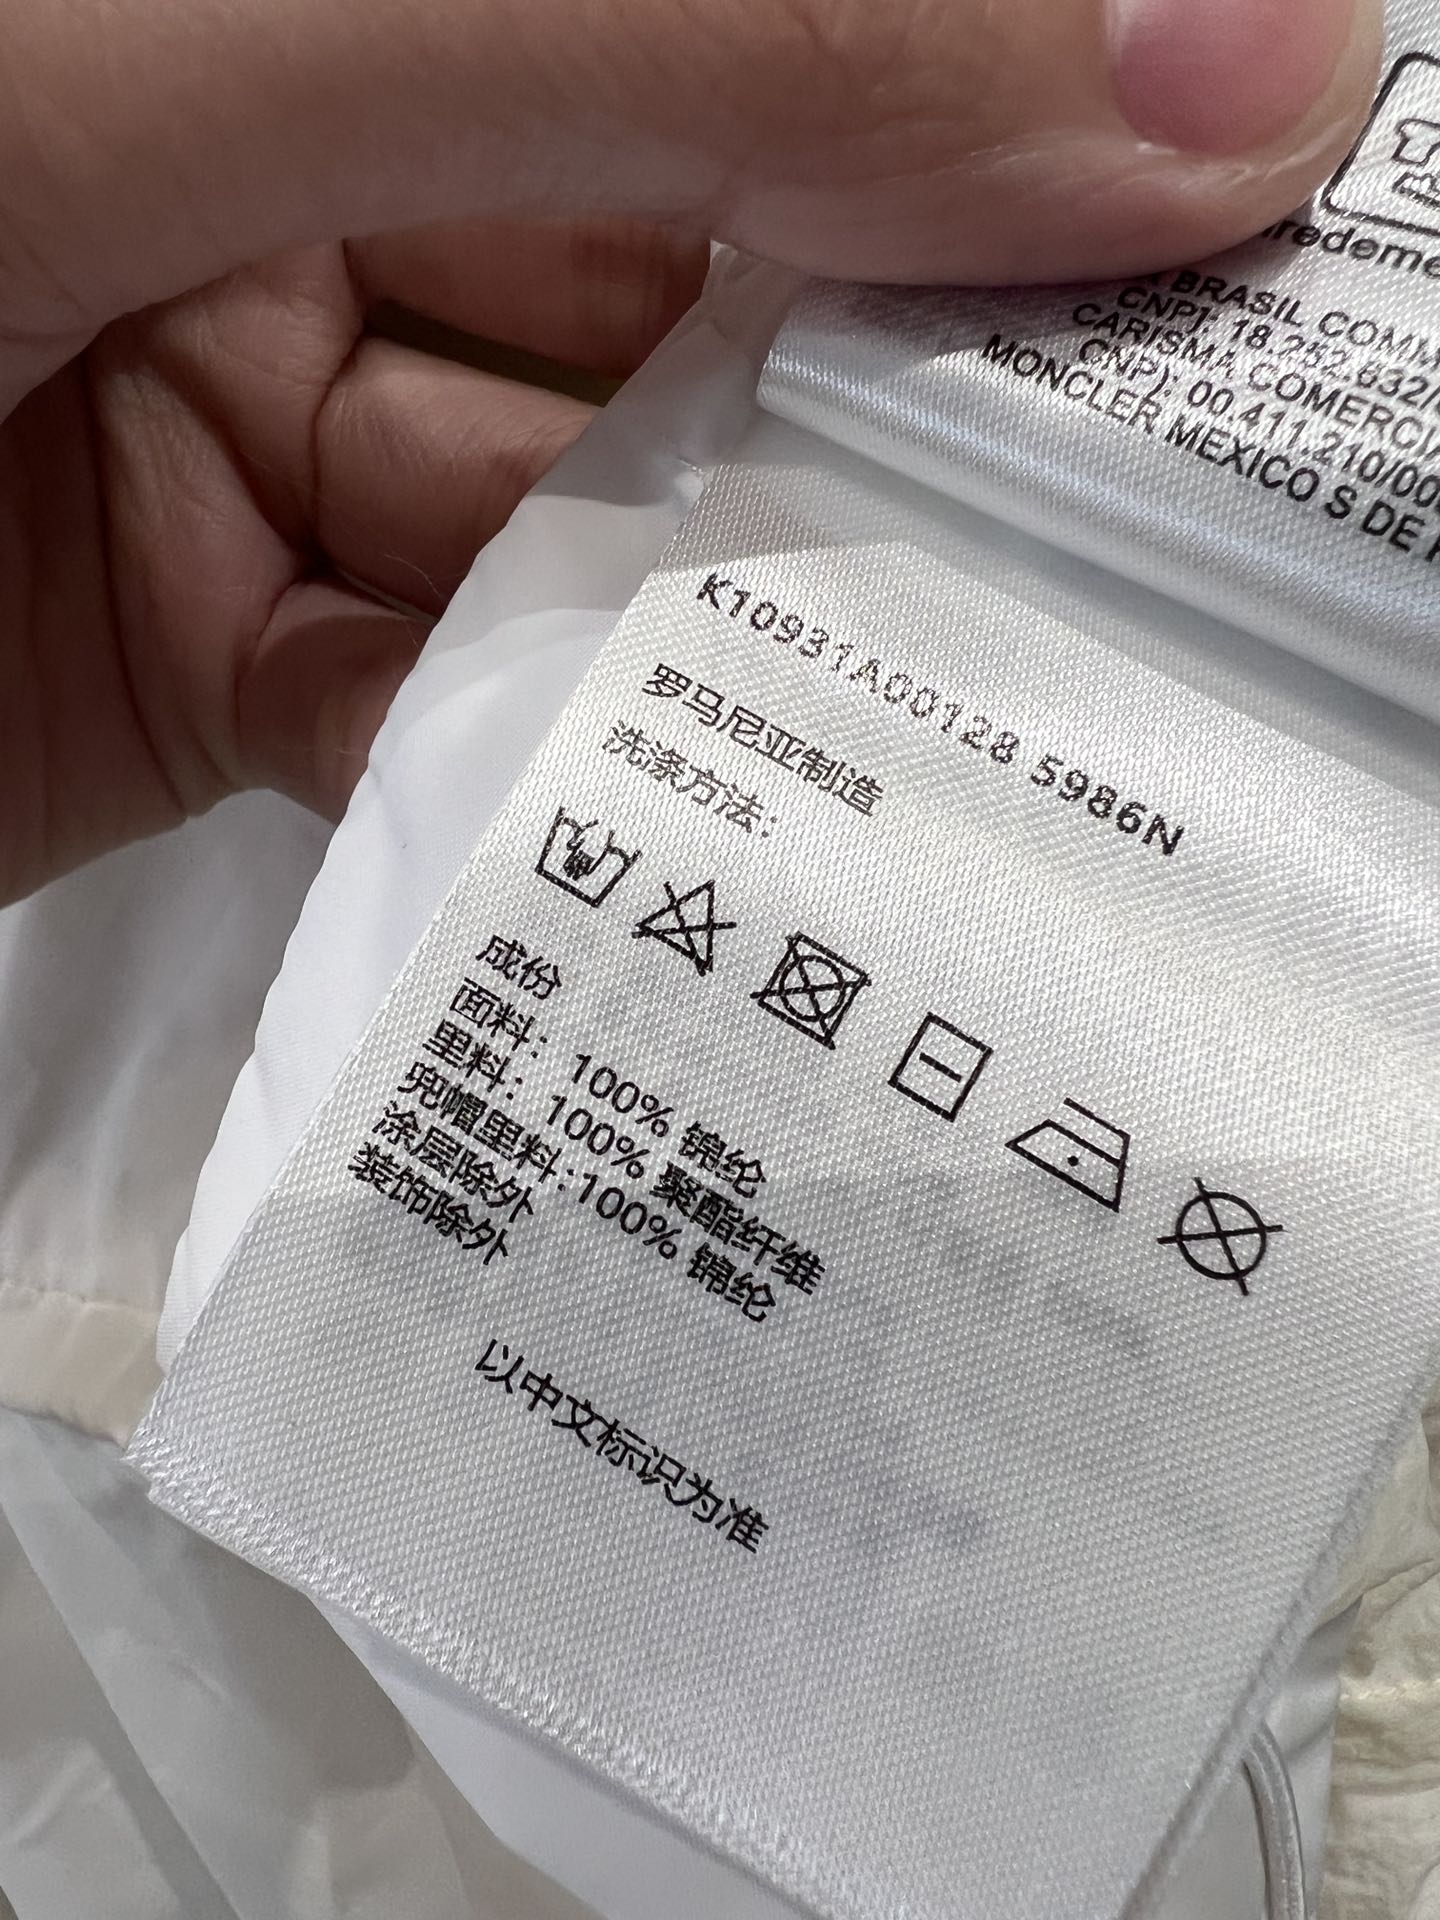 BRASIL COMM
CNPJ: 18.252.632/
CARISMA COMERCIA
CNPJ: 00.411.210/00
MONCLER MEXICO S DE
K10931A00128 5986N
罗马尼亚制造
洗涤方法:
成份
面料: 100% 锦纶
里料: 100% 聚酯纤维
兜帽里料:100% 锦纶
涂层除外
装饰除外
以中文标识为准